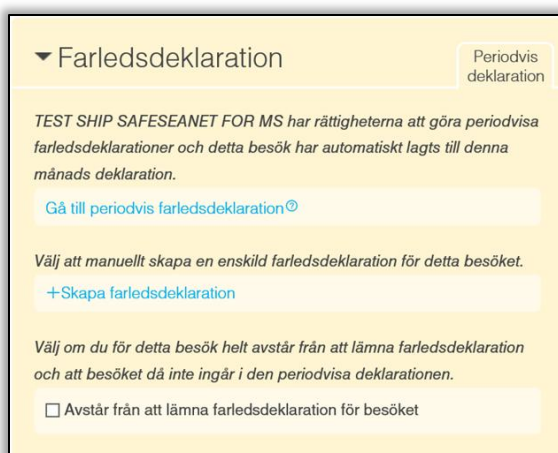 Farledsdeklaration
Periodvis
deklaration
TEST SHIP SAFESEANET FOR MS har rättigheterna att göra periodvisa
farledsdeklarationer och detta besök har automatiskt lagts till denna
månads deklaration.
Gå till periodvis farledsdeklaration?
Välj att manuellt skapa en enskild farledsdeklaration för detta besöket.
+Skapa farledsdeklaration
Välj om du för detta besök helt avstår från att lämna farledsdeklaration
och att besöket då inte ingår i den periodvisa deklarationen.
Avstår från att lämna farledsdeklaration för besöket